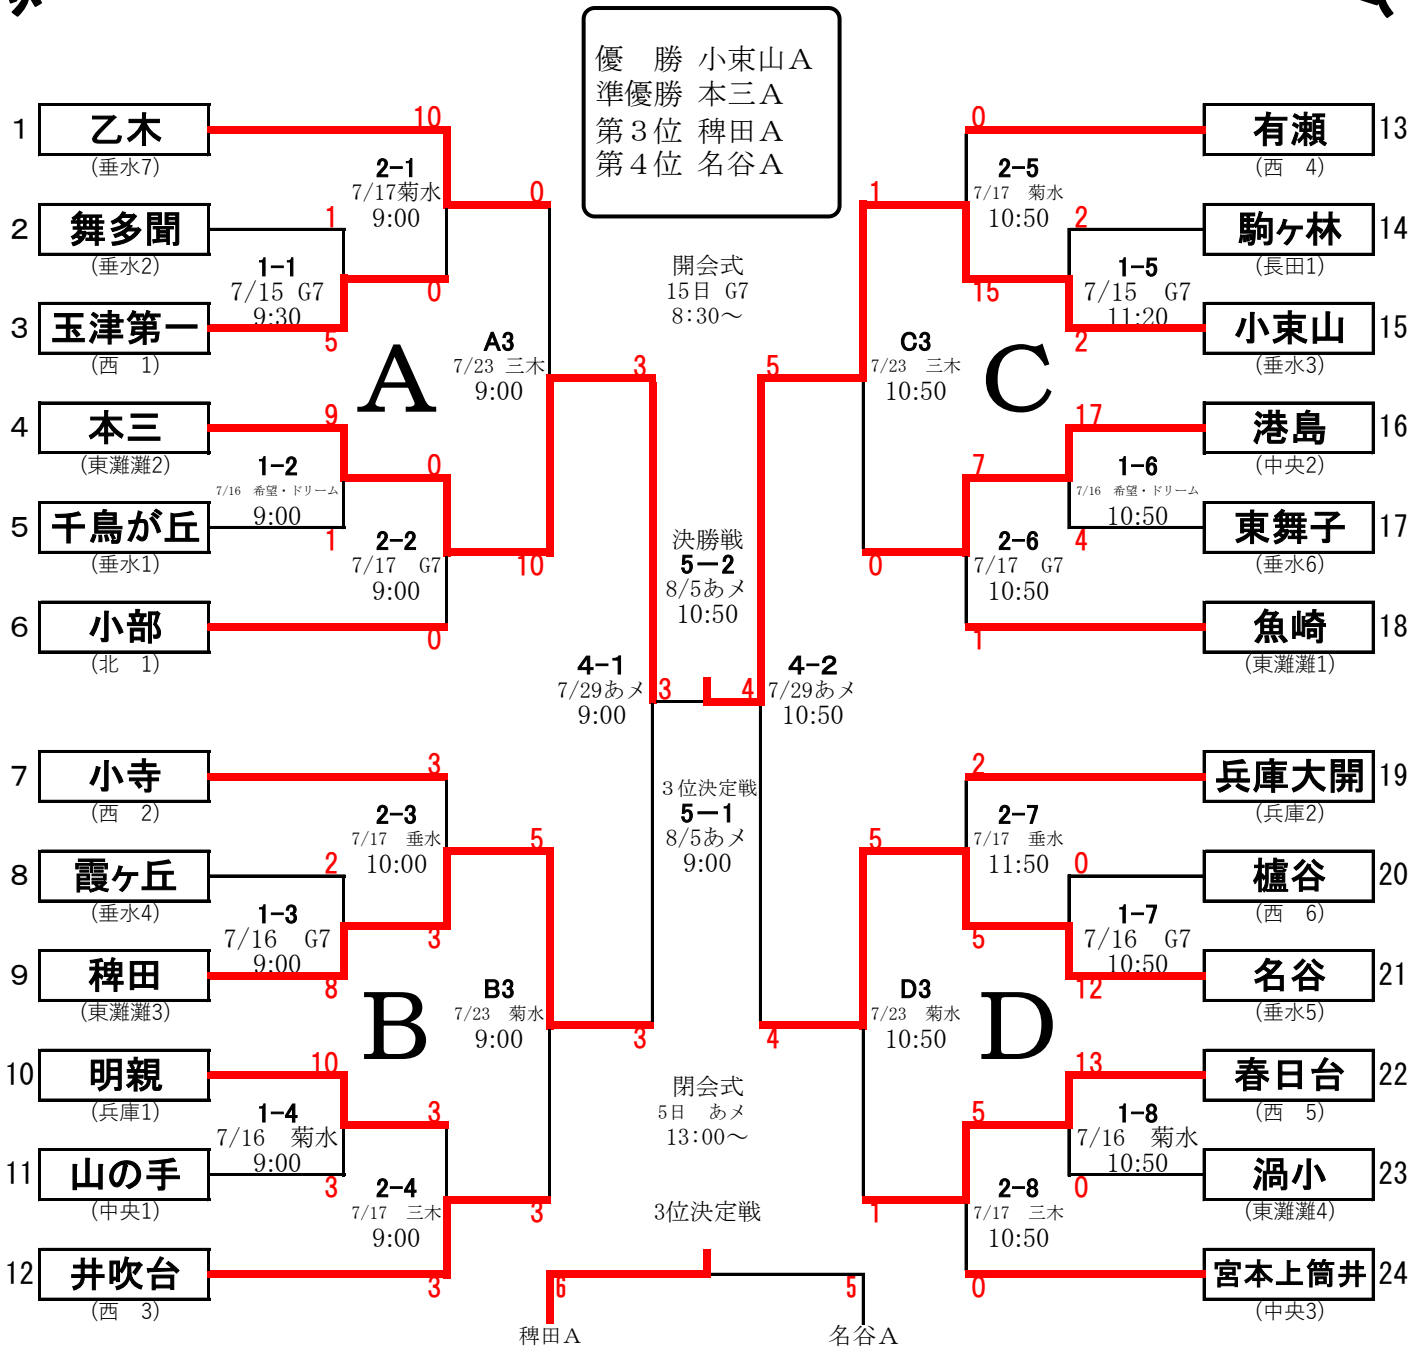 優　勝 小束山Ａ
準優勝 本三Ａ
第３位 稗田Ａ
第４位 名谷Ａ
1 乙木
(垂水7)
10
2-1
7/17菊水
9:00
0
2 舞多聞
(垂水2)
1
1-1
7/15 G7
9:30
0
3 玉津第一
(西　1)
5
A
A3
7/23 三木
9:00
3
4 本三
(東灘灘2)
9
1-2
7/16　希望・ドリーム
9:00
0
5 千鳥が丘
(垂水1)
1
2-2
7/17　G7
9:00
10
6 小部
(北　1)
0
4-1
7/29あメ
9:00
3
7 小寺
(西　2)
3
2-3
7/17　垂水
10:00
5
8 霞ヶ丘
(垂水4)
2
1-3
7/16　G7
9:00
3
9 稗田
(東灘灘3)
8
B
B3
7/23　菊水
9:00
3
10 明親
(兵庫1)
10
1-4
7/16　菊水
9:00
3
11 山の手
(中央1)
3
2-4
7/17　三木
9:00
3
12 井吹台
(西　3)
3
開会式
15日 G7
8:30～
決勝戦
5－2
8/5あメ
10:50
３位決定戦
5－1
8/5あメ
9:00
閉会式
5日　あメ
13:00～
3位決定戦
6
5
稗田Ａ
名谷Ａ
0
有瀬 13
(西　4)
1
2-5
7/17　菊水
10:50
2
駒ヶ林 14
(長田1)
15
1-5
7/15　G7
11:20
2
小束山 15
(垂水3)
5
C3
7/23　三木
10:50
C
17
港島 16
(中央2)
7
1-6
7/16　希望・ドリーム
10:50
4
東舞子 17
(垂水6)
0
2-6
7/17　G7
10:50
1
魚崎 18
(東灘灘1)
4
4-2
7/29あメ
10:50
2
兵庫大開 19
(兵庫2)
5
2-7
7/17　垂水
11:50
0
櫨谷 20
(西　6)
5
1-7
7/16　G7
10:50
12
名谷 21
(垂水5)
4
D3
7/23　菊水
10:50
D
13
春日台 22
(西　5)
5
1-8
7/16　菊水
10:50
0
渦小 23
(東灘灘4)
1
2-8
7/17　三木
10:50
0
宮本上筒井 24
(中央3)